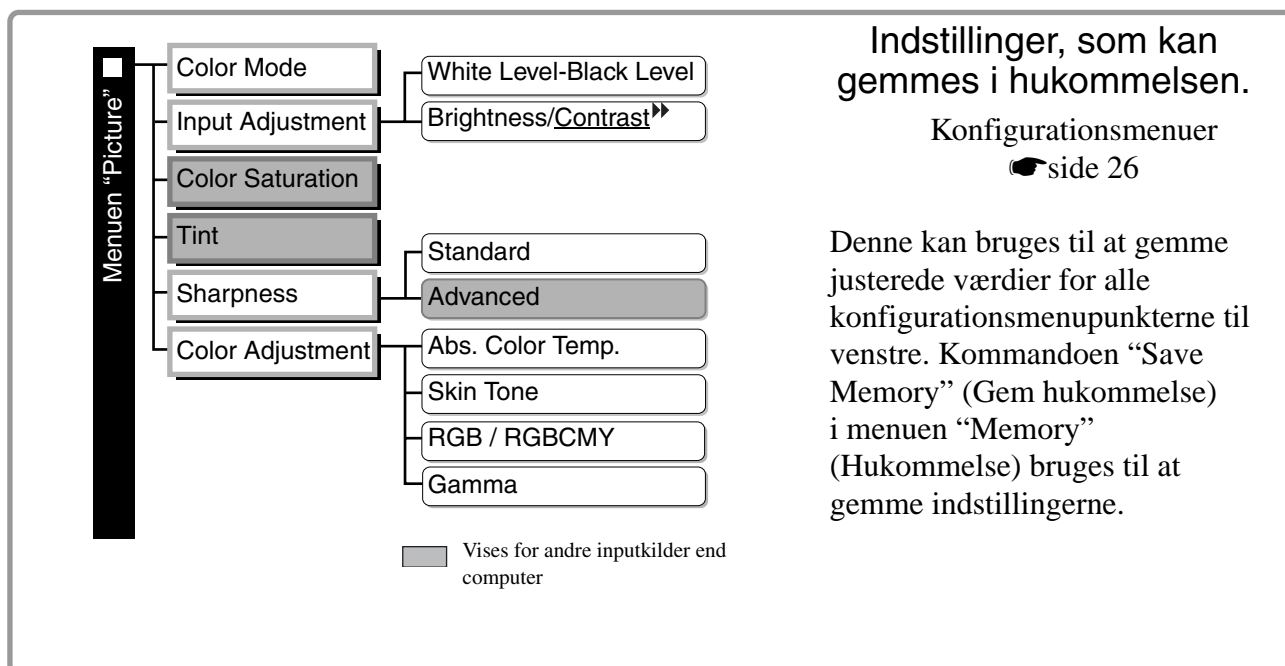 Menuen “Picture”
Color Mode
Input Adjustment
Color Saturation
Tint
Sharpness
Color Adjustment
White Level-Black Level
Brightness/Contrast
Standard
Advanced
Abs. Color Temp.
Skin Tone
RGB / RGBCMY
Gamma
Vises for andre inputkilder end
computer
Indstillinger, som kan
gemmes i hukommelsen.
Konfigurationsmenuer
☛side 26
Denne kan bruges til at gemme
justerede værdier for alle
konfigurationsmenupunkterne til
venstre. Kommandoen “Save
Memory” (Gem hukommelse)
i menuen “Memory”
(Hukommelse) bruges til at
gemme indstillingerne.